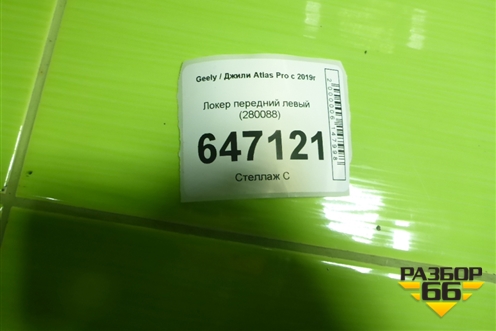 Geely / Джили Atlas Pro с 2019г
Локер передний левый
(280088)
647121
Стеллаж С
РАЗБОР
66